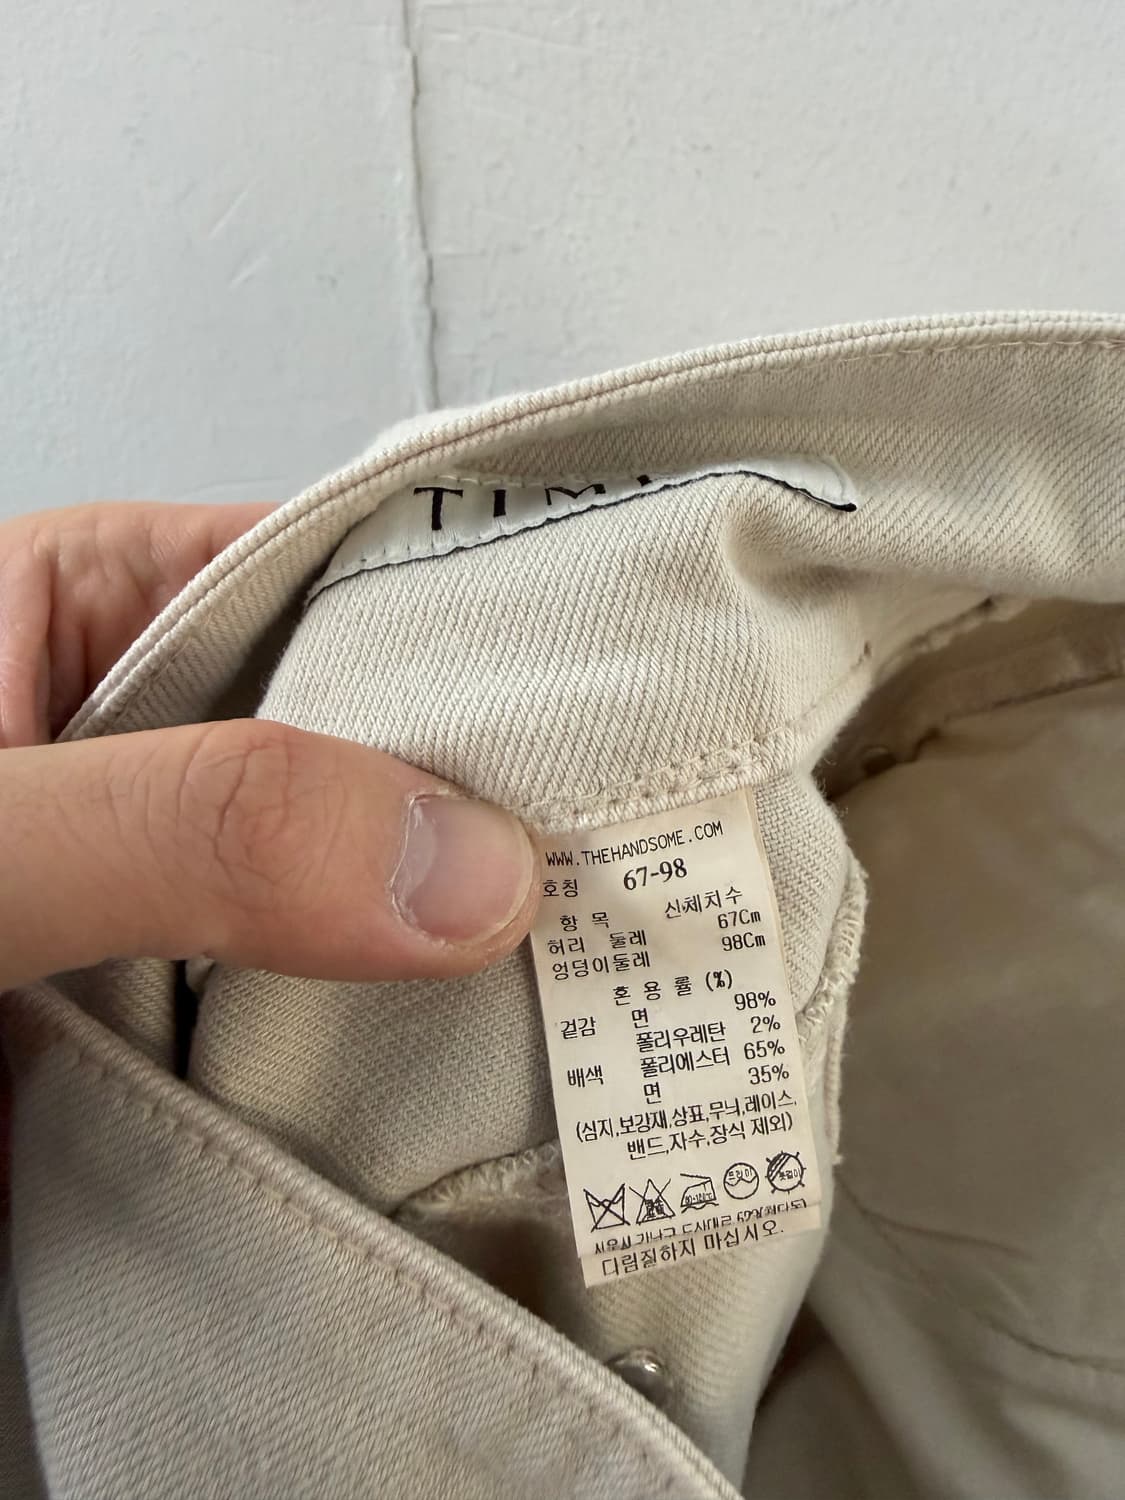 TIM
WWW.THEHANDSOME.COM
호칭 67-98
항 목 신체치수
허리 둘레 67Cm
엉덩이둘레 98Cm
혼 용 률 (%)
겉감 면 98%
폴리우레탄 2%
배색 폴리에스터 65%
면 35%
(심지,보강재,상표,무늬,레이스,
밴드,자수,장식 제외)
드라이
다림질하지 마십시오.